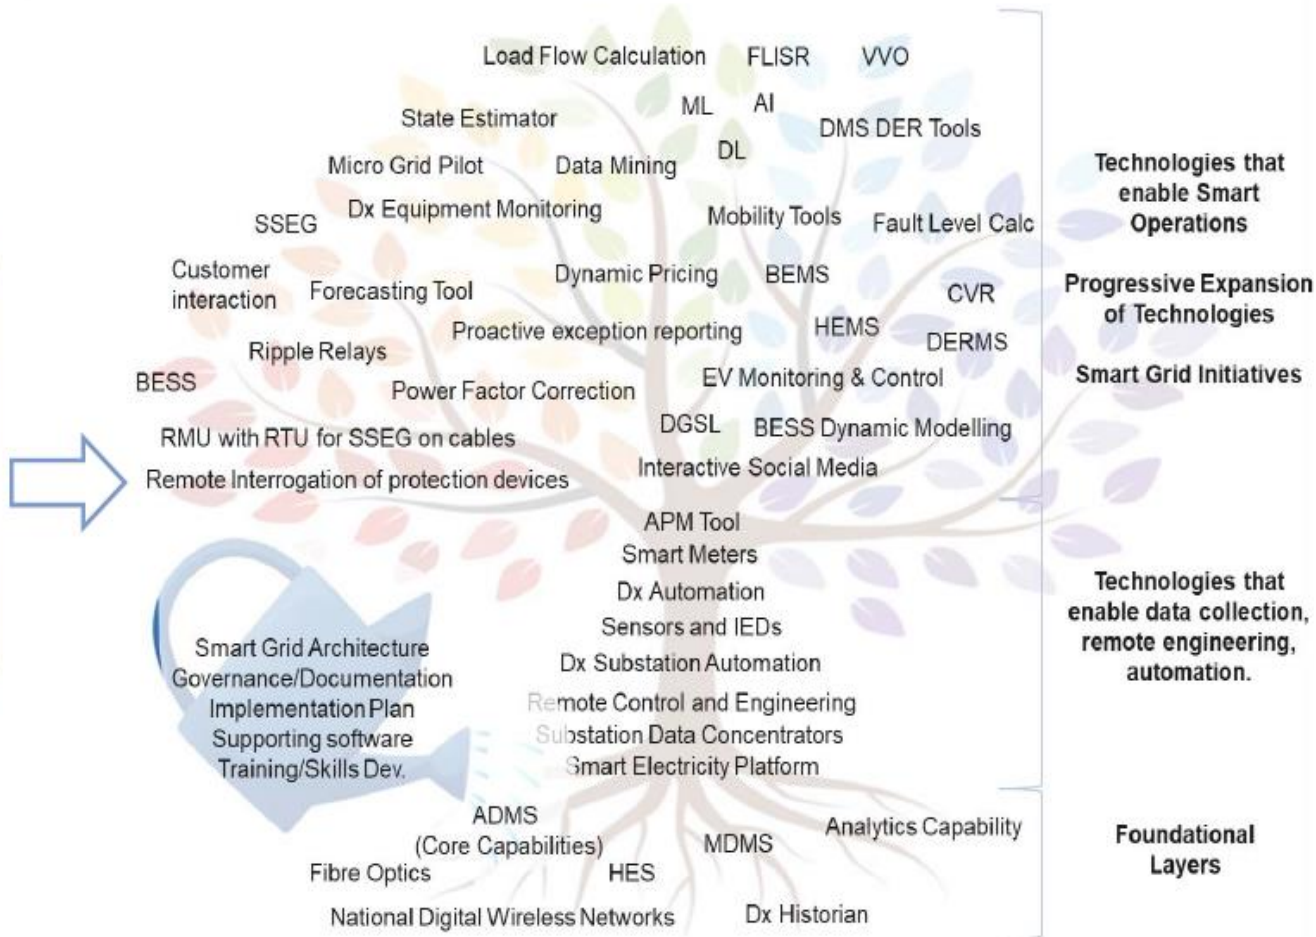 Load Flow Calculation FLISR VVO
ML AI
State Estimator
DMS DER Tools
DL
Micro Grid Pilot Data Mining
Dx Equipment Monitoring
SSEG
Mobility Tools
Fault Level Calc
Customer
interaction
Forecasting Tool
Dynamic Pricing BEMS
CVR
Proactive exception reporting
HEMS
DERMS
Ripple Relays
BESS
Power Factor Correction
EV Monitoring & Control
DGSL BESS Dynamic Modelling
RMU with RTU for SSEG on cables
Interactive Social Media
Remote Interrogation of protection devices
Technologies that
enable Smart
Operations
Progressive Expansion
of Technologies
Smart Grid Initiatives
APM Tool
Smart Meters
Dx Automation
Sensors and IEDs
Dx Substation Automation
Remote Control and Engineering
Substation Data Concentrators
Smart Electricity Platform
Technologies that
enable data collection,
remote engineering,
automation.
Smart Grid Architecture
Governance/Documentation
Implementation Plan
Supporting software
Training/Skills Dev.
ADMS
(Core Capabilities)
MDMS
Analytics Capability
Fibre Optics
HES
National Digital Wireless Networks
Dx Historian
Foundational
Layers